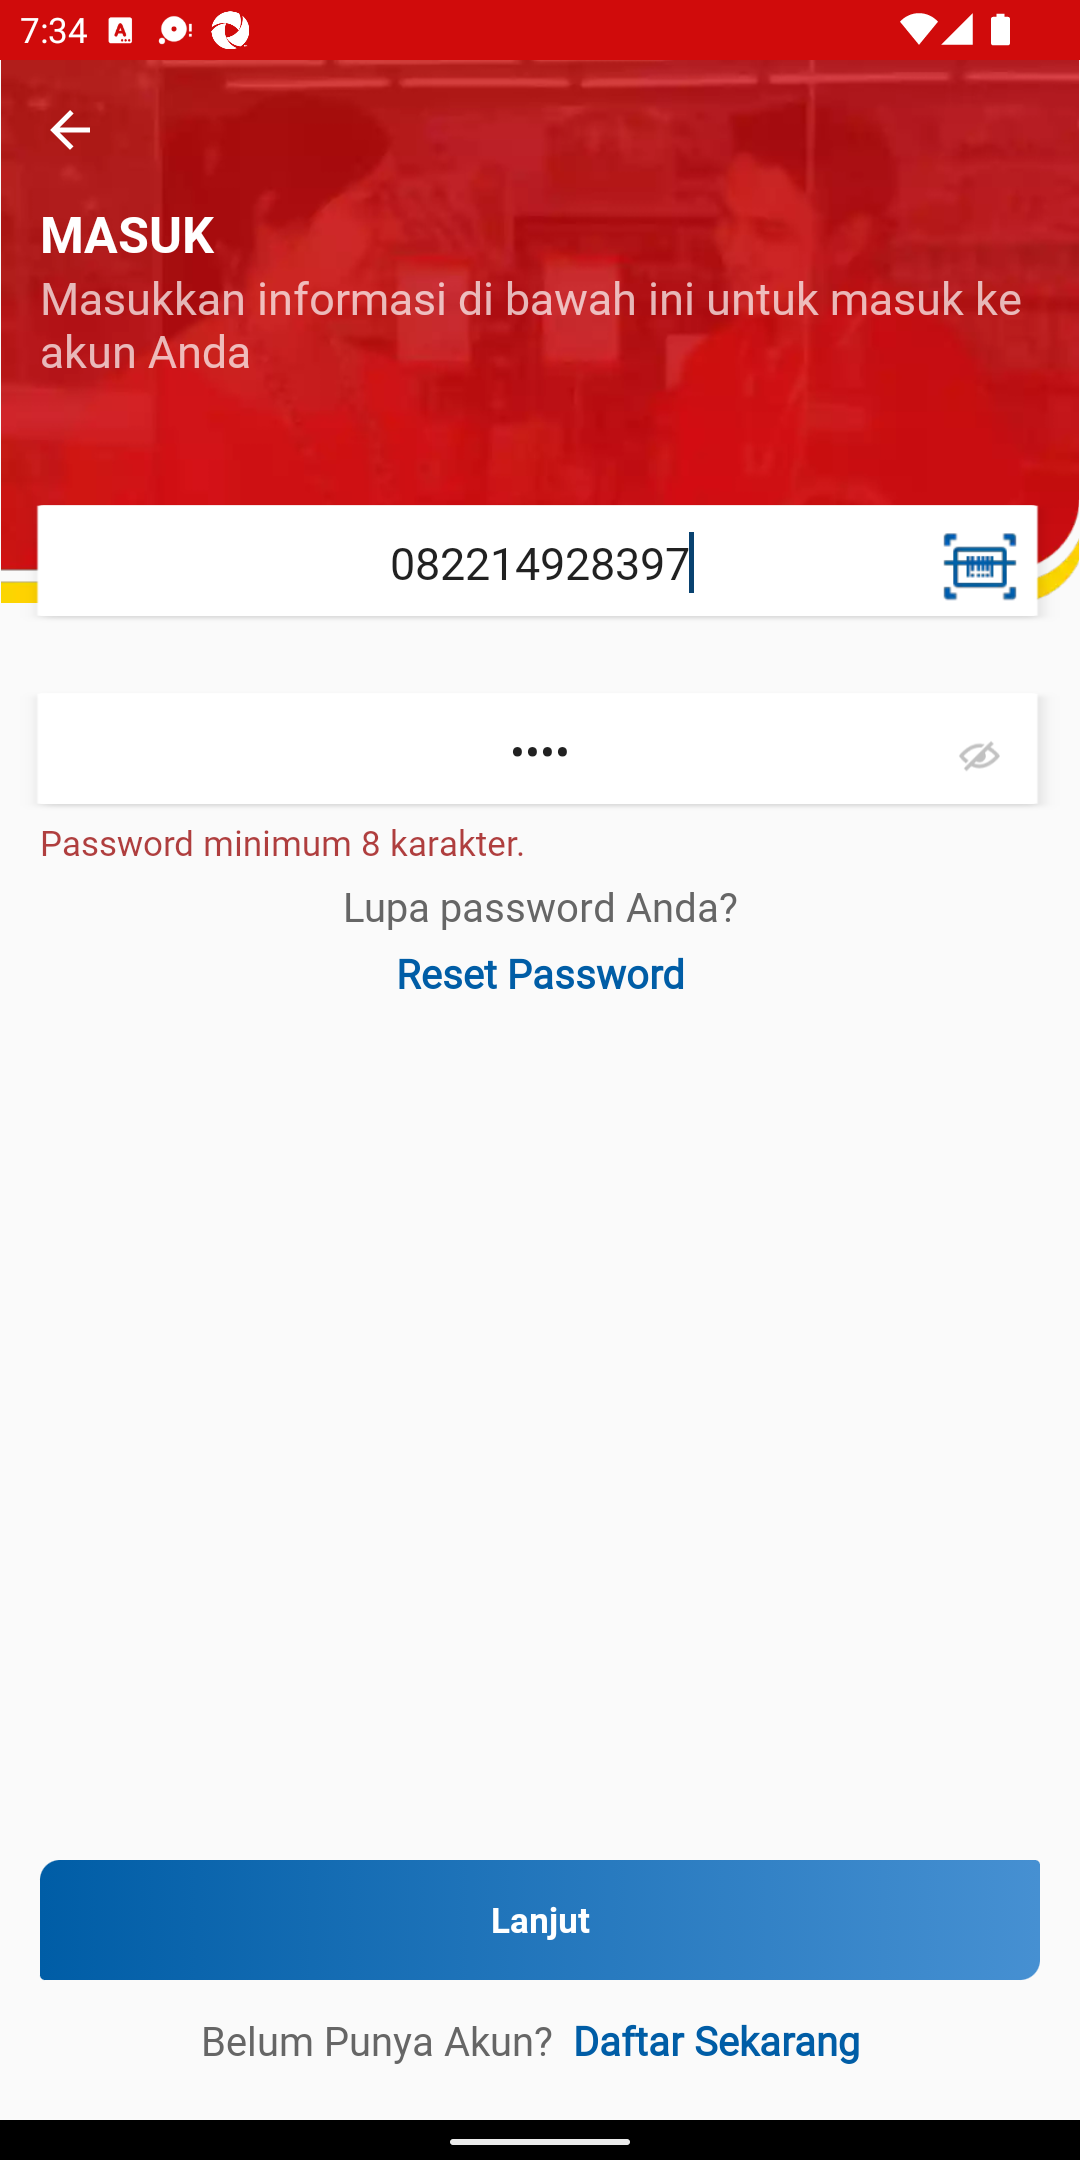 7:34
MASUK
Masukkan informasi di bawah ini untuk masuk ke
akun Anda
082214928397
••••
Password minimum 8 karakter.
Lupa password Anda?
Reset Password
Lanjut
Belum Punya Akun? Daftar Sekarang